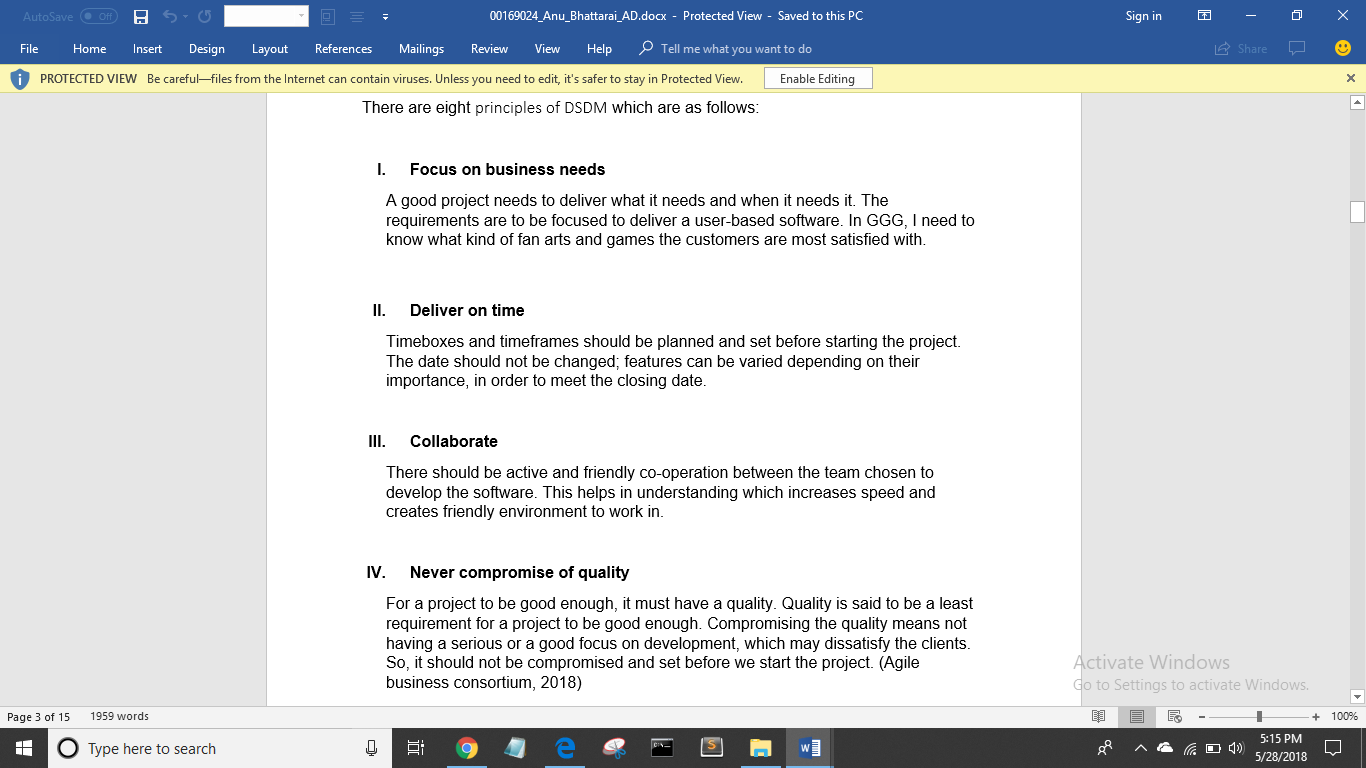 AutoSave Off 00169024_Anu_Bhattarai_AD.docx - Protected View - Saved to this PC Sign in
File Home Insert Design Layout References Mailings Review View Help Tell me what you want to do Share
PROTECTED VIEW Be careful—files from the Internet can contain viruses. Unless you need to edit, it's safer to stay in Protected View. Enable Editing
There are eight principles of DSDM which are as follows:
I. Focus on business needs
A good project needs to deliver what it needs and when it needs it. The
requirements are to be focused to deliver a user-based software. In GGG, I need to
know what kind of fan arts and games the customers are most satisfied with.
II. Deliver on time
Timeboxes and timeframes should be planned and set before starting the project.
The date should not be changed; features can be varied depending on their
importance, in order to meet the closing date.
III. Collaborate
There should be active and friendly co-operation between the team chosen to
develop the software. This helps in understanding which increases speed and
creates friendly environment to work in.
IV. Never compromise of quality
For a project to be good enough, it must have a quality. Quality is said to be a least
requirement for a project to be good enough. Compromising the quality means not
having a serious or a good focus on development, which may dissatisfy the clients.
So, it should not be compromised and set before we start the project. (Agile
business consortium, 2018)
Activate Windows
Go to Settings to activate Windows.
Page 3 of 15 1959 words 100%
Type here to search
5:15 PM
5/28/2018